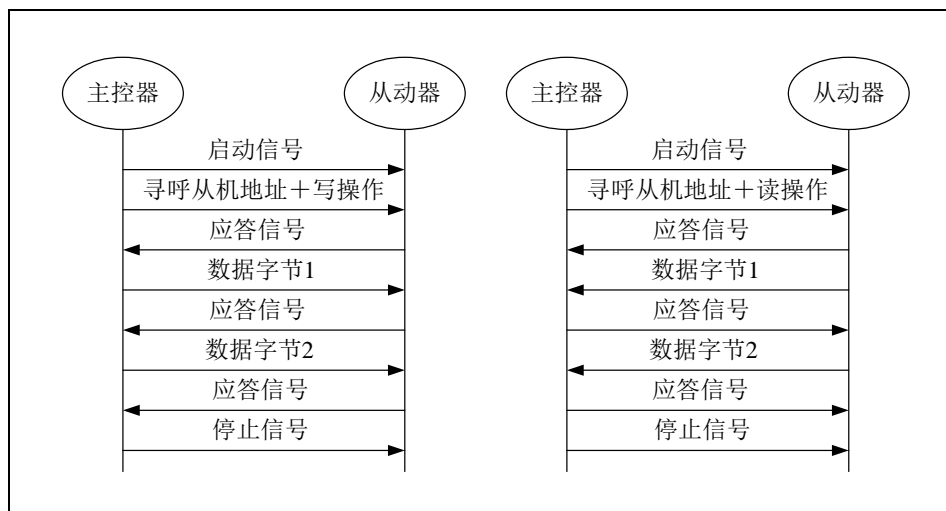 主控器
从动器
启动信号
寻呼从机地址＋写操作
应答信号
数据字节1
应答信号
数据字节2
应答信号
停止信号
主控器
从动器
启动信号
寻呼从机地址＋读操作
应答信号
数据字节1
应答信号
数据字节2
应答信号
停止信号